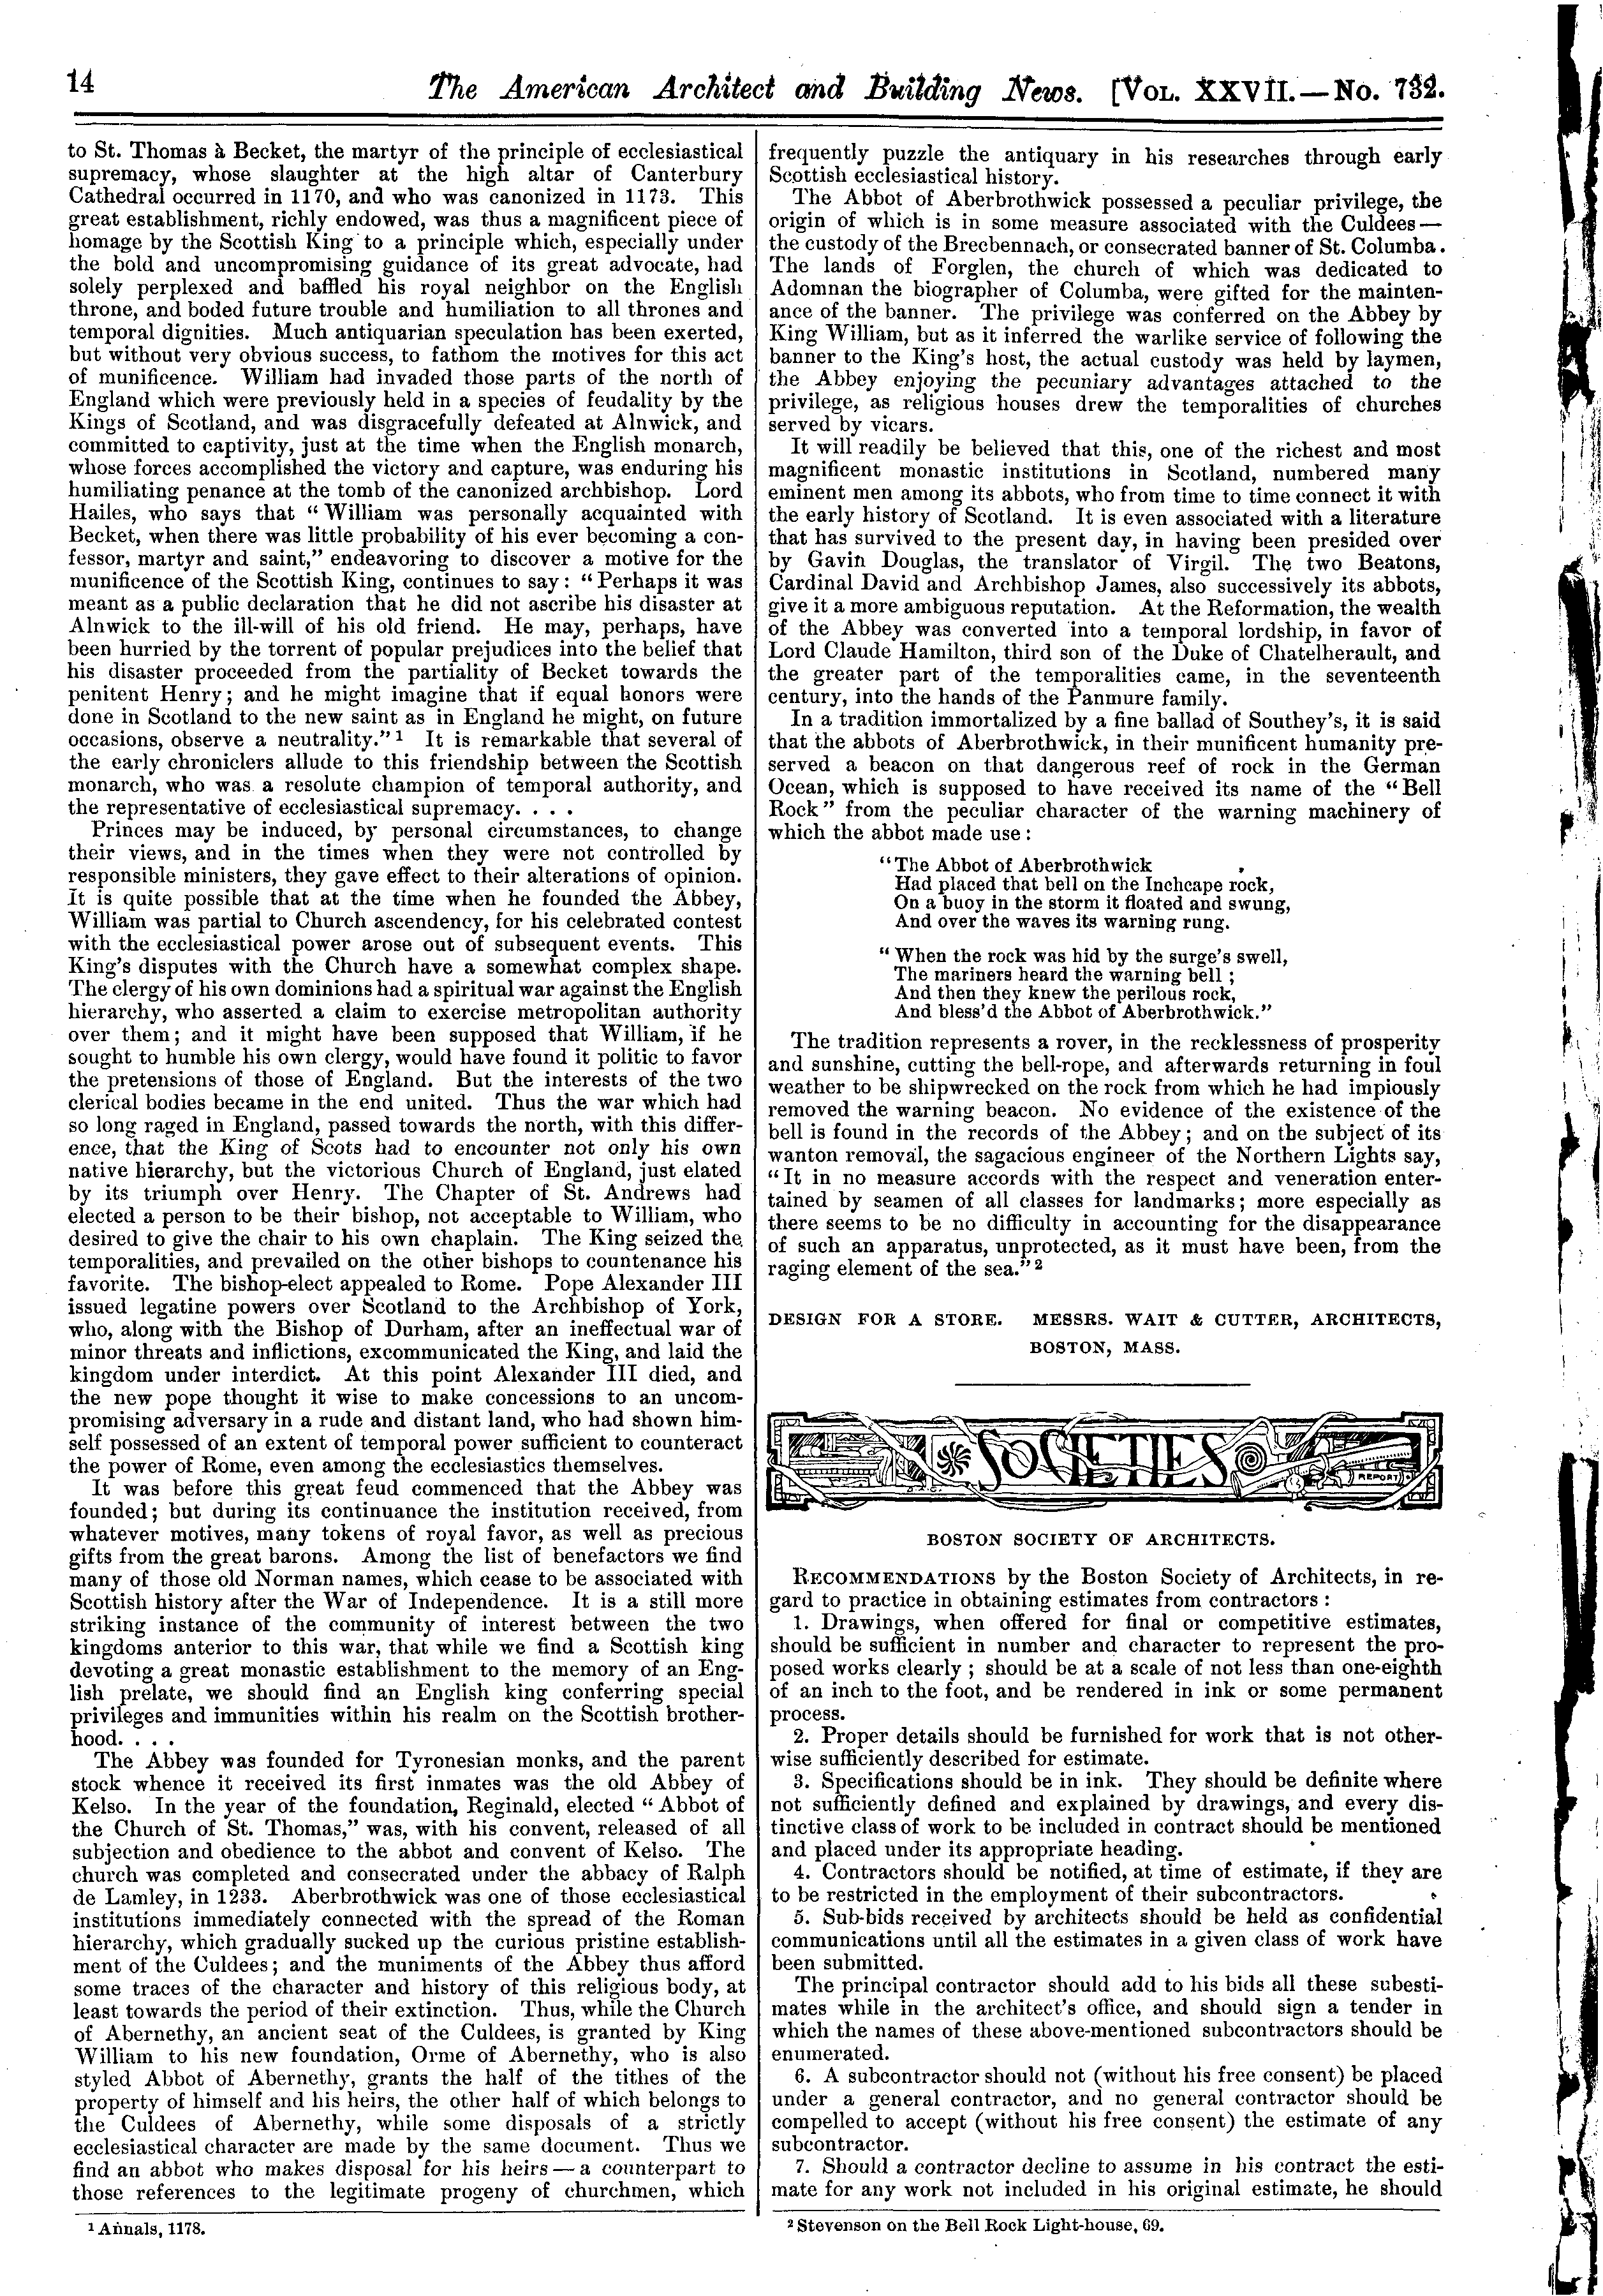 14
The American Architect and Building News. [VOL. XXVII.—No. 732.
to St. Thomas à Becket, the martyr of the principle of ecclesiastical
supremacy, whose slaughter at the high altar of Canterbury
Cathedral occurred in 1170, and who was canonized in 1173. This
great establishment, richly endowed, was thus a magnificent piece of
homage by the Scottish King to a principle which, especially under
the bold and uncompromising guidance of its great advocate, had
solely perplexed and baffled his royal neighbor on the English
throne, and boded future trouble and humiliation to all thrones and
temporal dignities. Much antiquarian speculation has been exerted,
but without very obvious success, to fathom the motives for this act
of munificence. William had invaded those parts of the north of
England which were previously held in a species of feudality by the
Kings of Scotland, and was disgracefully defeated at Alnwick, and
committed to captivity, just at the time when the English monarch,
whose forces accomplished the victory and capture, was enduring his
humiliating penance at the tomb of the canonized archbishop. Lord
Hailes, who says that "William was personally acquainted with
Becket, when there was little probability of his ever becoming a con-
fessor, martyr and saint," endeavoring to discover a motive for the
munificence of the Scottish King, continues to say: "Perhaps it was
meant as a public declaration that he did not ascribe his disaster at
Alnwick to the ill-will of his old friend. He may, perhaps, have
been hurried by the torrent of popular prejudices into the belief that
his disaster proceeded from the partiality of Becket towards the
penitent Henry; and he might imagine that if equal honors were
done in Scotland to the new saint as in England he might, on future
occasions, observe a neutrality."1 It is remarkable that several of
the early chroniclers allude to this friendship between the Scottish
monarch, who was a resolute champion of temporal authority, and
the representative of ecclesiastical supremacy. . . .
Princes may be induced, by personal circumstances, to change
their views, and in the times when they were not controlled by
responsible ministers, they gave effect to their alterations of opinion.
It is quite possible that at the time when he founded the Abbey,
William was partial to Church ascendency, for his celebrated contest
with the ecclesiastical power arose out of subsequent events. This
King's disputes with the Church have a somewhat complex shape.
The clergy of his own dominions had a spiritual war against the English
hierarchy, who asserted a claim to exercise metropolitan authority
over them; and it might have been supposed that William, if he
sought to humble his own clergy, would have found it politic to favor
the pretensions of those of England. But the interests of the two
clerical bodies became in the end united. Thus the war which had
so long raged in England, passed towards the north, with this differ-
ence, that the King of Scots had to encounter not only his own
native hierarchy, but the victorious Church of England, just elated
by its triumph over Henry. The Chapter of St. Andrews had
elected a person to be their bishop, not acceptable to William, who
desired to give the chair to his own chaplain. The King seized the
temporalities, and prevailed on the other bishops to countenance his
favorite. The bishop-elect appealed to Rome. Pope Alexander III
issued legatine powers over Scotland to the Archbishop of York,
who, along with the Bishop of Durham, after an ineffectual war of
minor threats and inflictions, excommunicated the King, and laid the
kingdom under interdict. At this point Alexander III died, and
the new pope thought it wise to make concessions to an uncom-
promising adversary in a rude and distant land, who had shown him-
self possessed of an extent of temporal power sufficient to counteract
the power of Rome, even among the ecclesiastics themselves.
It was before this great feud commenced that the Abbey was
founded; but during its continuance the institution received, from
whatever motives, many tokens of royal favor, as well as precious
gifts from the great barons. Among the list of benefactors we find
many of those old Norman names, which cease to be associated with
Scottish history after the War of Independence. It is a still more
striking instance of the community of interest between the two
kingdoms anterior to this war, that while we find a Scottish king
devoting a great monastic establishment to the memory of an Eng-
lish prelate, we should find an English king conferring special
privileges and immunities within his realm on the Scottish brother-
hood. . . .
The Abbey was founded for Tyronesian monks, and the parent
stock whence it received its first inmates was the old Abbey of
Kelso. In the year of the foundation, Reginald, elected "Abbot of
the Church of St. Thomas," was, with his convent, released of all
subjection and obedience to the abbot and convent of Kelso. The
church was completed and consecrated under the abbacy of Ralph
de Lamley, in 1233. Aberbrothwick was one of those ecclesiastical
institutions immediately connected with the spread of the Roman
hierarchy, which gradually sucked up the curious pristine establish-
ment of the Culdees; and the muniments of the Abbey thus afford
some traces of the character and history of this religious body, at
least towards the period of their extinction. Thus, while the Church
of Abernethy, an ancient seat of the Culdees, is granted by King
William to his new foundation, Orme of Abernethy, who is also
styled Abbot of Abernethy, grants the half of the tithes of the
property of himself and his heirs, the other half of which belongs to
the Culdees of Abernethy, while some disposals of a strictly
ecclesiastical character are made by the same document. Thus we
find an abbot who makes disposal for his heirs — a counterpart to
those references to the legitimate progeny of churchmen, which
1 Annals, 1178.
frequently puzzle the antiquary in his researches through early
Scottish ecclesiastical history.
The Abbot of Aberbrothwick possessed a peculiar privilege, the
origin of which is in some measure associated with the Culdees —
the custody of the Brecbennach, or consecrated banner of St. Columba.
The lands of Forglen, the church of which was dedicated to
Adomnan the biographer of Columba, were gifted for the mainten-
ance of the banner. The privilege was conferred on the Abbey by
King William, but as it inferred the warlike service of following the
banner to the King's host, the actual custody was held by laymen,
the Abbey enjoying the pecuniary advantages attached to the
privilege, as religious houses drew the temporalities of churches
served by vicars.
It will readily be believed that this, one of the richest and most
magnificent monastic institutions in Scotland, numbered many
eminent men among its abbots, who from time to time connect it with
the early history of Scotland. It is even associated with a literature
that has survived to the present day, in having been presided over
by Gavin Douglas, the translator of Virgil. The two Beatons,
Cardinal David and Archbishop James, also successively its abbots,
give it a more ambiguous reputation. At the Reformation, the wealth
of the Abbey was converted into a temporal lordship, in favor of
Lord Claude Hamilton, third son of the Duke of Chatelherault, and
the greater part of the temporalities came, in the seventeenth
century, into the hands of the Panmure family.
In a tradition immortalized by a fine ballad of Southey's, it is said
that the abbots of Aberbrothwick, in their munificent humanity pre-
served a beacon on that dangerous reef of rock in the German
Ocean, which is supposed to have received its name of the "Bell
Rock" from the peculiar character of the warning machinery of
which the abbot made use:
"The Abbot of Aberbrothwick
Had placed that bell on the Inchcape rock,
On a buoy in the storm it floated and swung,
And over the waves its warning rung.
"When the rock was hid by the surge's swell,
The mariners heard the warning bell;
And then they knew the perilous rock,
And bless'd the Abbot of Aberbrothwick."
The tradition represents a rover, in the recklessness of prosperity
and sunshine, cutting the bell-rope, and afterwards returning in foul
weather to be shipwrecked on the rock from which he had impiously
removed the warning beacon. No evidence of the existence of the
bell is found in the records of the Abbey; and on the subject of its
wanton removal, the sagacious engineer of the Northern Lights say,
"It in no measure accords with the respect and veneration enter-
tained by seamen of all classes for landmarks; more especially as
there seems to be no difficulty in accounting for the disappearance
of such an apparatus, unprotected, as it must have been, from the
raging element of the sea."2
DESIGN FOR A STORE. MESSRS. WAIT & CUTTER, ARCHITECTS,
BOSTON, MASS.
SOCIETIES
REPORT
BOSTON SOCIETY OF ARCHITECTS.
RECOMMENDATIONS by the Boston Society of Architects, in re-
gard to practice in obtaining estimates from contractors:
1. Drawings, when offered for final or competitive estimates,
should be sufficient in number and character to represent the pro-
posed works clearly; should be at a scale of not less than one-eighth
of an inch to the foot, and be rendered in ink or some permanent
process.
2. Proper details should be furnished for work that is not other-
wise sufficiently described for estimate.
3. Specifications should be in ink. They should be definite where
not sufficiently defined and explained by drawings, and every dis-
tinctive class of work to be included in contract should be mentioned
and placed under its appropriate heading.
4. Contractors should be notified, at time of estimate, if they are
to be restricted in the employment of their subcontractors.
5. Sub-bids received by architects should be held as confidential
communications until all the estimates in a given class of work have
been submitted.
The principal contractor should add to his bids all these subesti-
mates while in the architect's office, and should sign a tender in
which the names of these above-mentioned subcontractors should be
enumerated.
6. A subcontractor should not (without his free consent) be placed
under a general contractor, and no general contractor should be
compelled to accept (without his free consent) the estimate of any
subcontractor.
7. Should a contractor decline to assume in his contract the esti-
mate for any work not included in his original estimate, he should
2 Stevenson on the Bell Rock Light-house, 69.